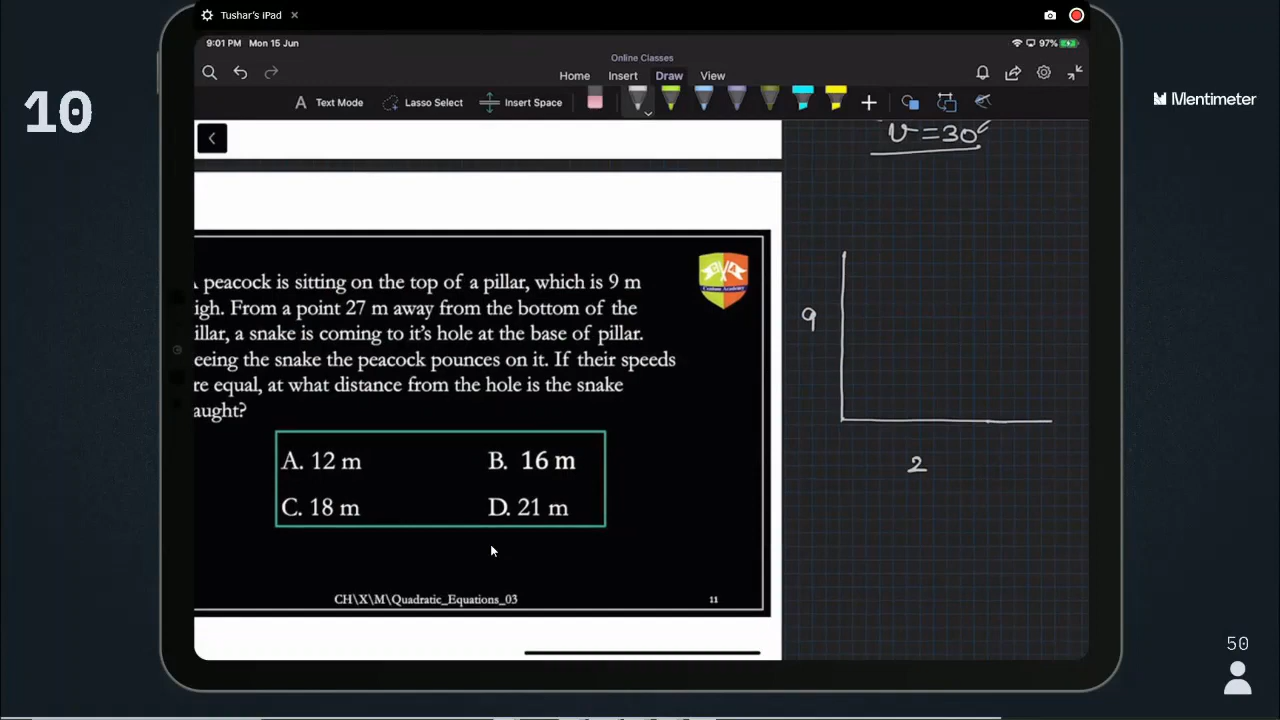 Tushar's iPad ×
9:01 PM Mon 15 Jun
97%
Online Classes
Home Insert Draw View
Text Mode Lasso Select Insert Space
10
Mentimeter
v=30
peacock is sitting on the top of a pillar, which is 9 m
igh. From a point 27 m away from the bottom of the
illar, a snake is coming to it's hole at the base of pillar.
eeing the snake the peacock pounces on it. If their speeds
re equal, at what distance from the hole is the snake
aught?
A. 12 m B. 16 m
C. 18 m D. 21 m
9
2
CH\X\M\Quadratic_Equations_03 11
50